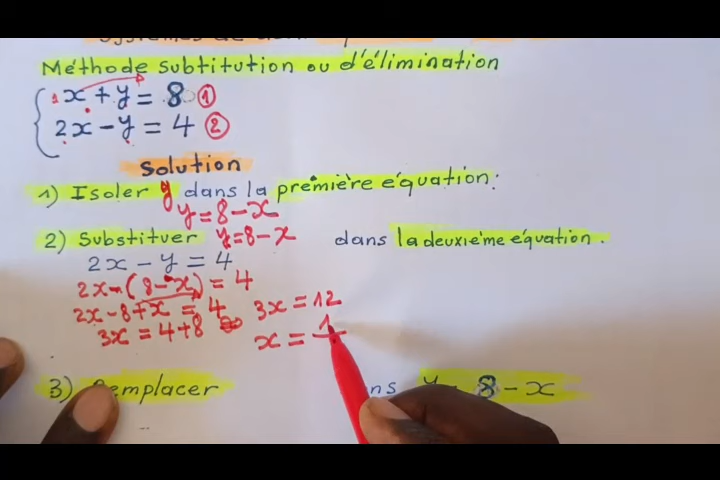 Méthode subtitution ou d'élimination
x + y = 8 ①
2x - y = 4 ②
Solution
1) Isoler y dans la première équation:
y = 8 - x
2) Substituer y = 8 - x dans la deuxième équation.
2x - y = 4
2x - (8 - x) = 4
2x - 8 + x = 4
3x = 4 + 8
3x = 12
x = 1
3) Remplacer
8 - x